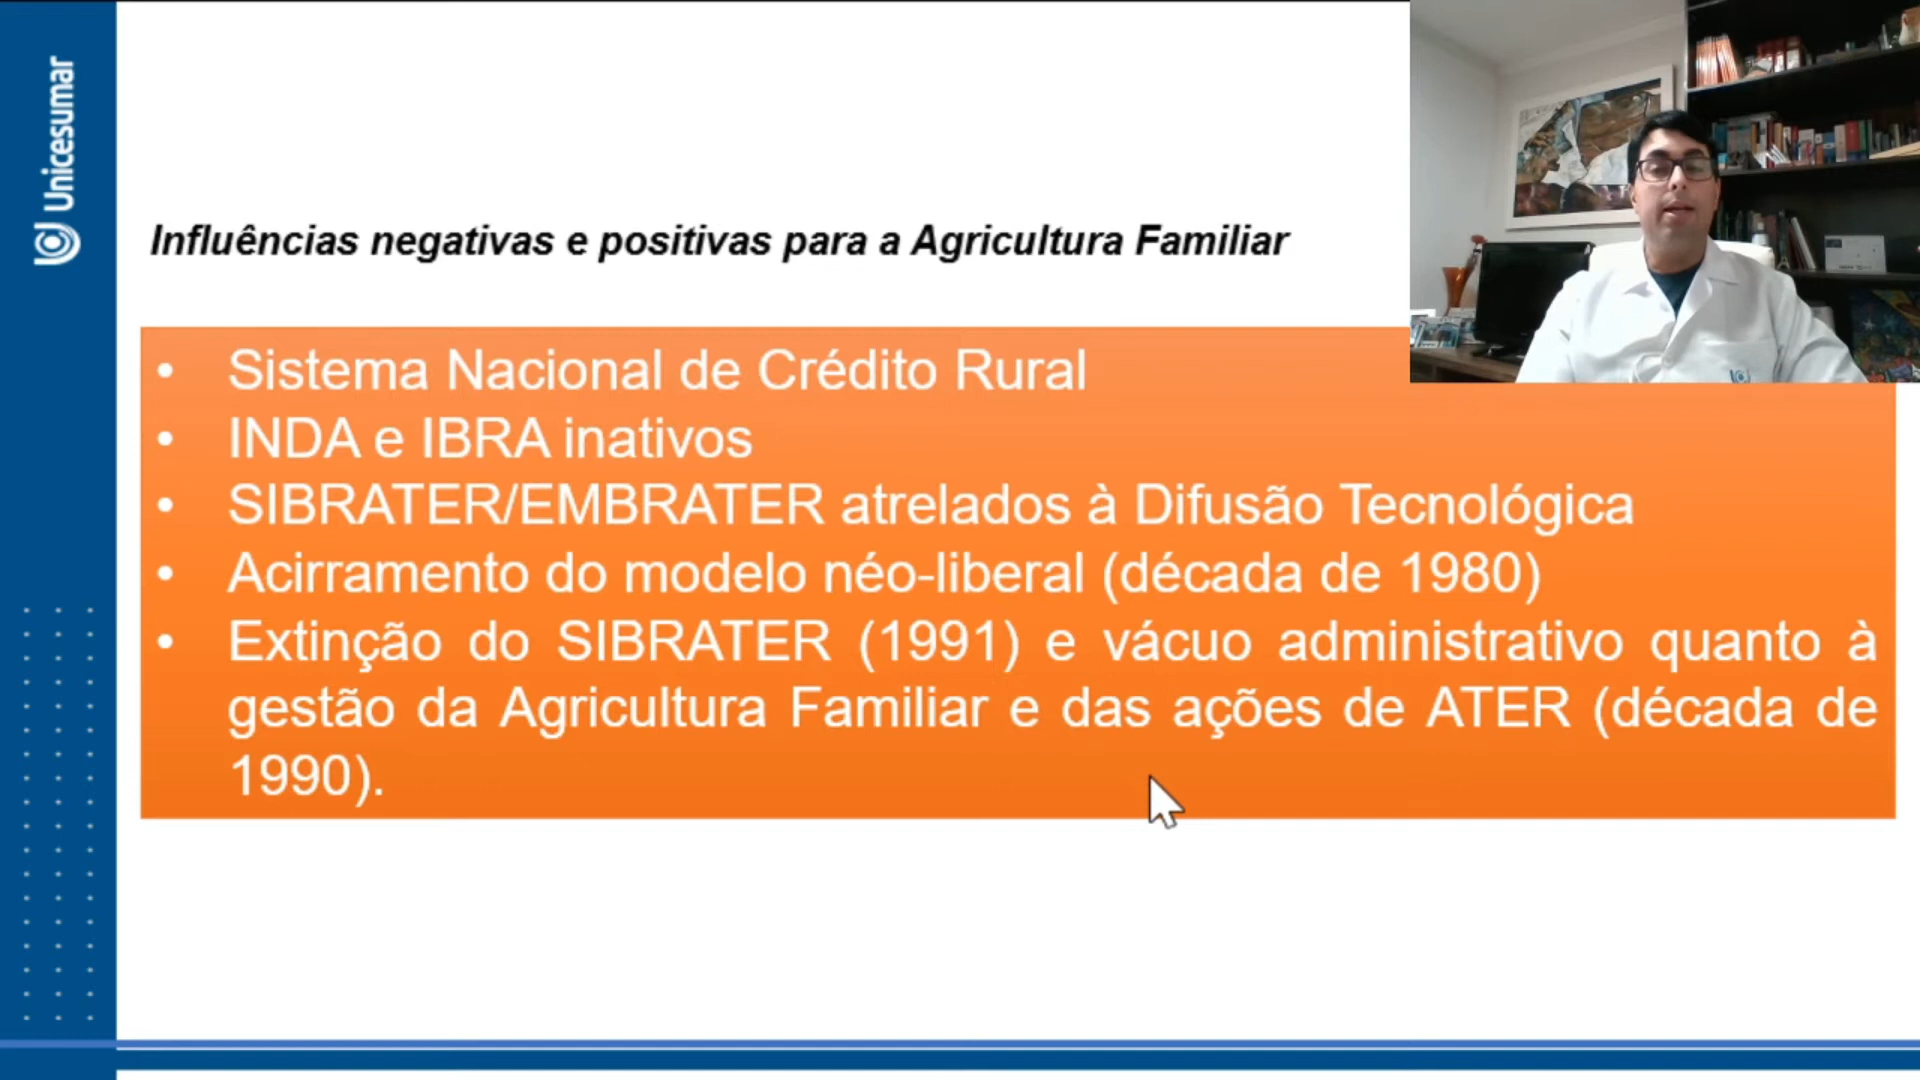 Unicesumar
Influências negativas e positivas para a Agricultura Familiar
• Sistema Nacional de Crédito Rural
• INDA e IBRA inativos
• SIBRATER/EMBRATER atrelados à Difusão Tecnológica
• Acirramento do modelo néo-liberal (década de 1980)
• Extinção do SIBRATER (1991) e vácuo administrativo quanto à
gestão da Agricultura Familiar e das ações de ATER (década de
1990).